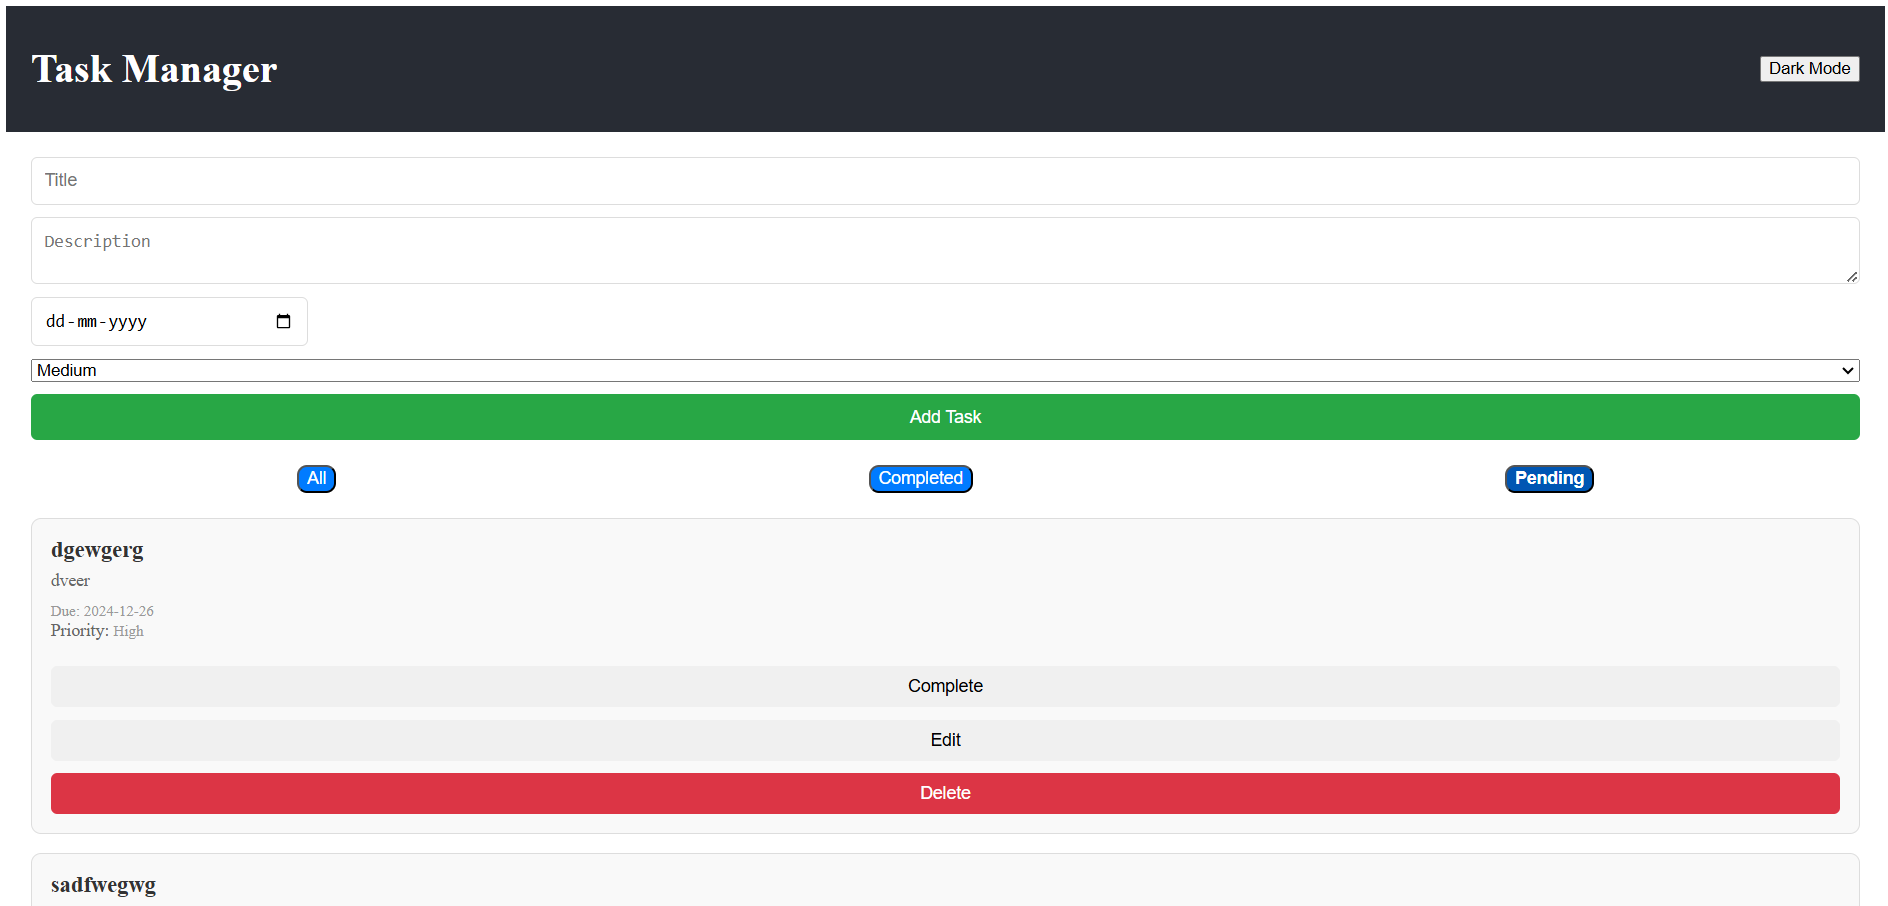 Task Manager
Dark Mode
Title
Description
dd-mm-yyyy
Medium
Add Task
All
Completed
Pending
dgewgerg
dveer
Due: 2024-12-26
Priority: High
Complete
Edit
Delete
sadfwegwg